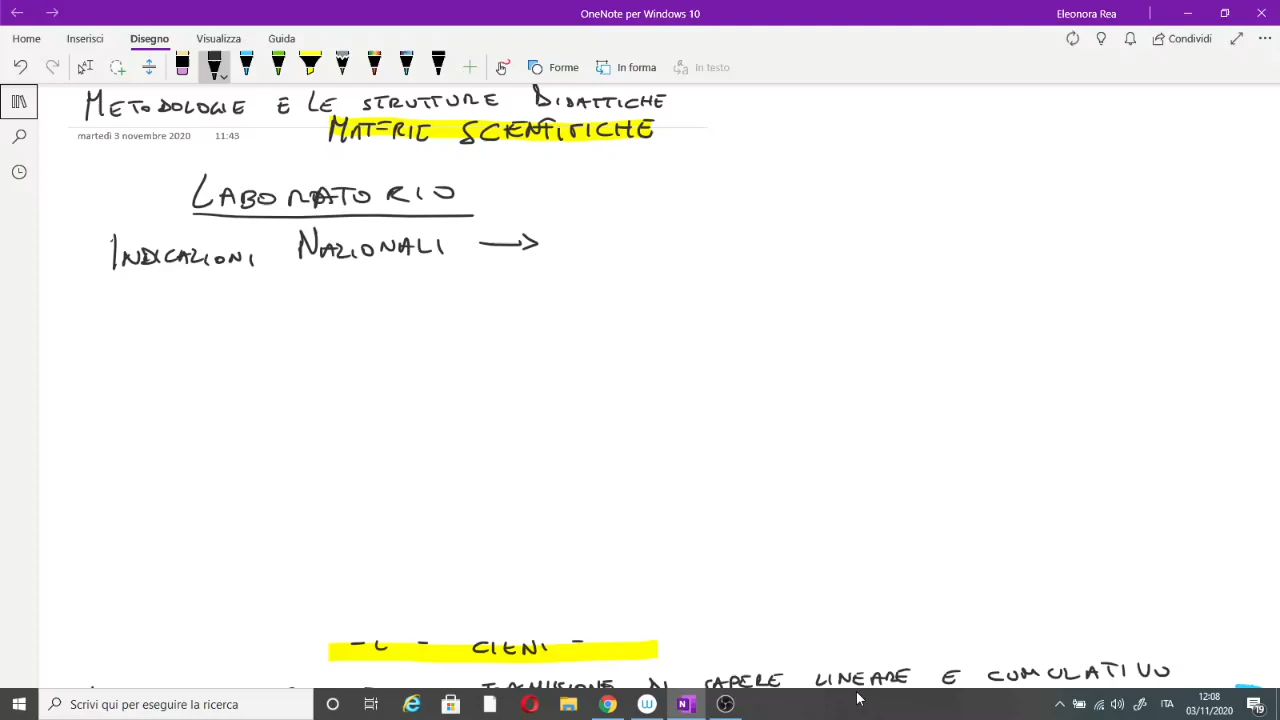 OneNote per Windows 10
Eleonora Rea
Home Inserisci Disegno Visualizza Guida
Condividi
Forme In forma In testo
METODOLOGIE E LE STRUTTURE DIDATTICHE
MATERIE SCIENTIFICHE
martedì 3 novembre 2020 11:43
LABORATORIO
INDICAZIONI NAZIONALI →
SAPERE LINEARE E CUMULATIVO
Scrivi qui per eseguire la ricerca
ITA
12:08
03/11/2020
19